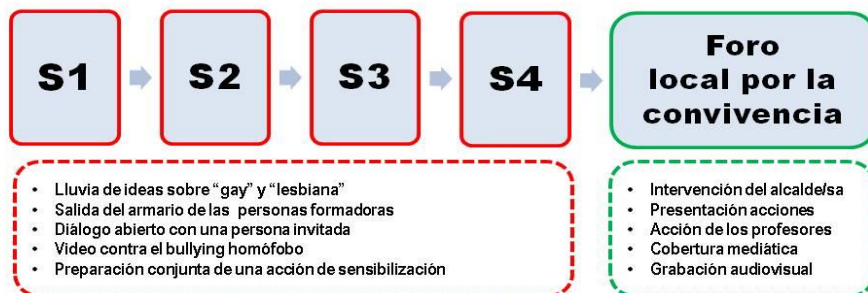 S1
S2
S3
S4
Foro
local por la
convivencia
• Lluvia de ideas sobre “gay” y “lesbiana”
• Salida del armario de las personas formadoras
• Diálogo abierto con una persona invitada
• Video contra el bullying homófobo
• Preparación conjunta de una acción de sensibilización
• Intervención del alcalde/sa
• Presentación acciones
• Acción de los profesores
• Cobertura mediática
• Grabación audiovisual